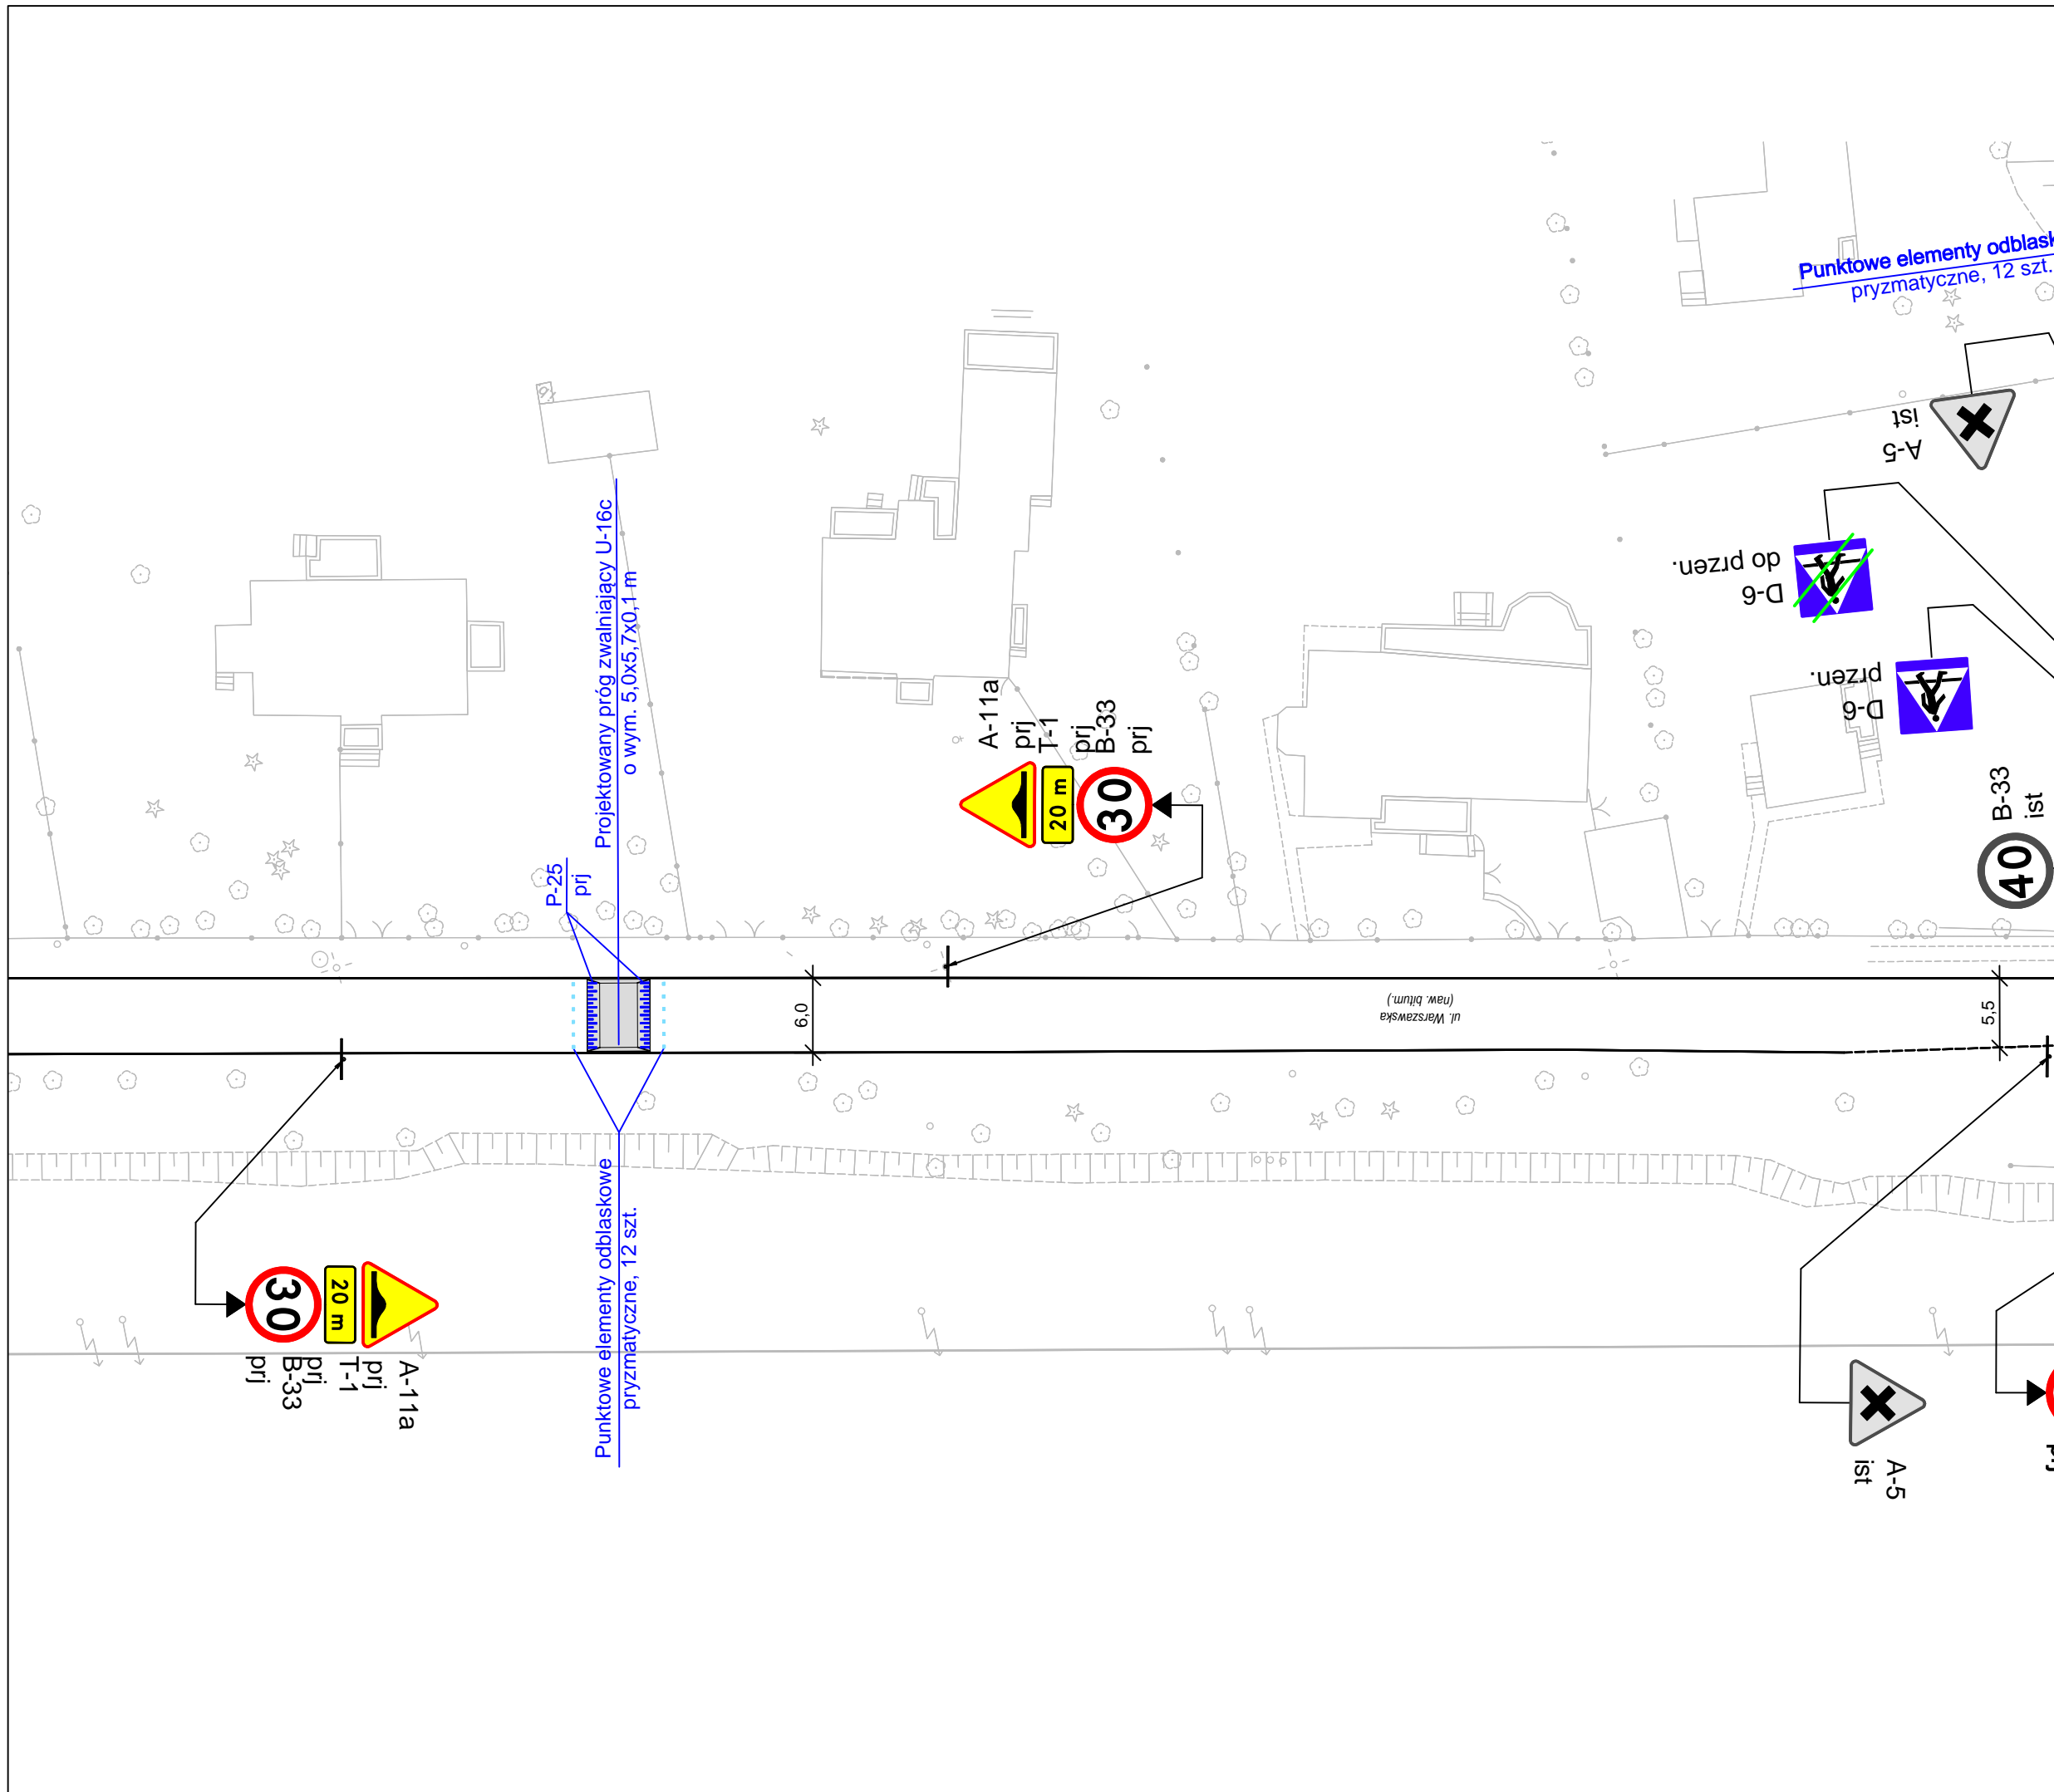 Punktowe elementy odblask
pryzmatyczne, 12 szt.
A-5
ist
D-6
do przen.
D-6
przen.
B-33
ist
40
Projektowany próg zwalniający U-16c
o wym. 5,0x5,7x0,1 m
P-25
prj
A-11a
prj
T-1
prj
B-33
prj
20 m
30
6,0
ul. Warszawska
(naw. bitum.)
5,5
Punktowe elementy odblaskowe
pryzmatyczne, 12 szt.
30
20 m
A-11a
prj
T-1
prj
B-33
prj
A-5
ist